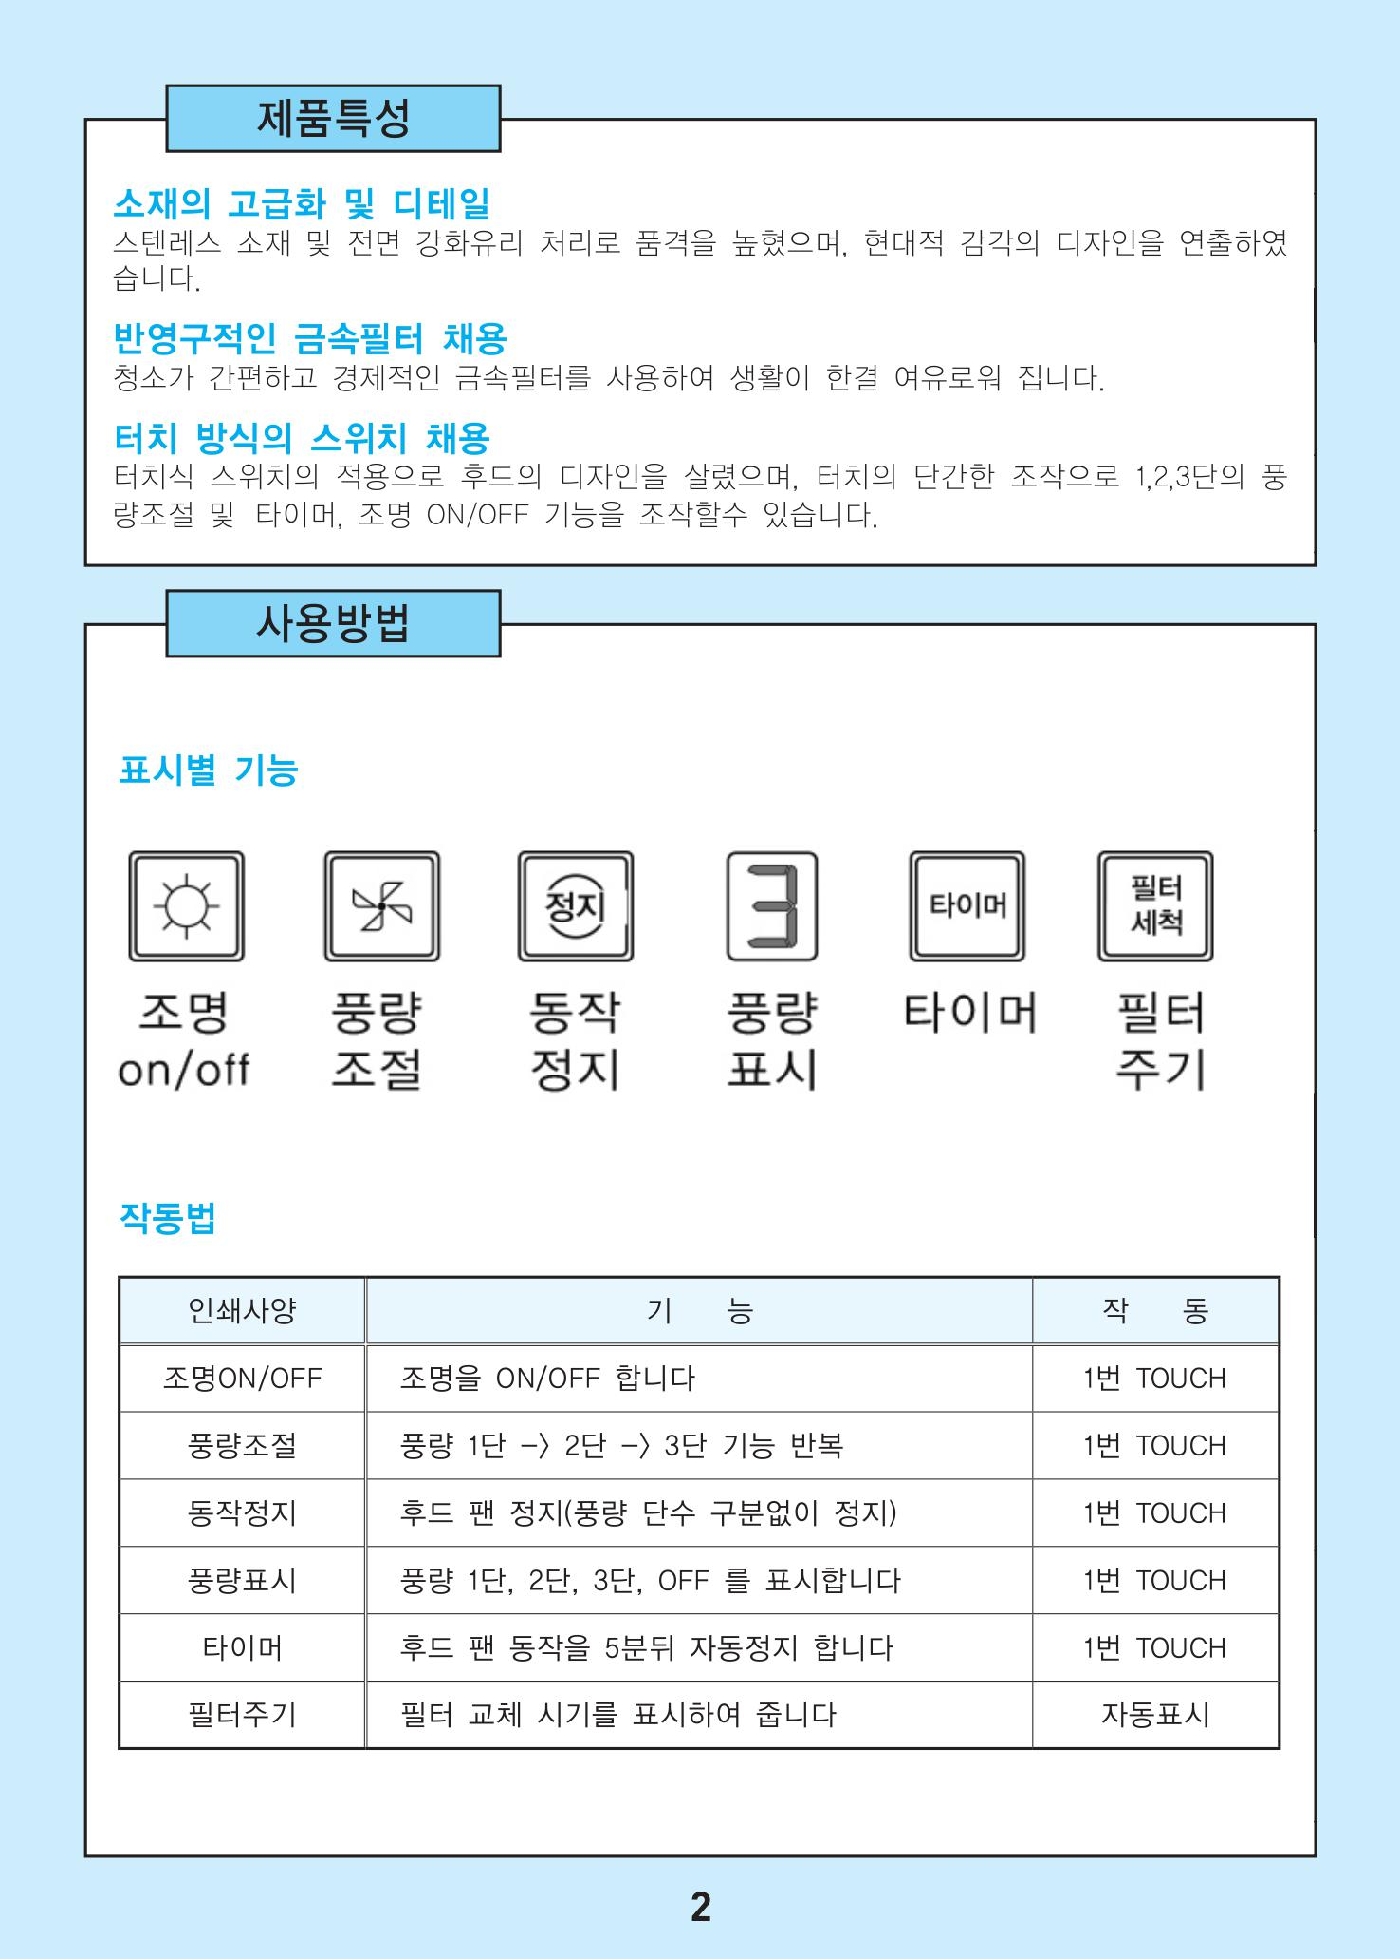 제품특성
소재의 고급화 및 디테일
스텐레스 소재 및 전면 강화유리 처리로 품격을 높혔으며, 현대적 김각의 디자인을 연출하였
습니다.
반영구적인 금속필터 채용
청소가 간편하고 경제적인 금속필터를 사용하여 생활이 한결 여유로워 집니다.
터치 방식의 스위치 채용
터치식 스위치의 적용으로 후드의 디자인을 살렸으며, 터치의 단간한 조작으로 1,2,3단의 풍
량조절 및 타이머, 조명 ON/OFF 기능을 조작할수 있습니다.
사용방법
표시별 기능
정지
3
타이머
필터
세척
조명
on/off
풍량
조절
동작
정지
풍량
표시
타이머
필터
주기
작동법
인쇄사양 기 능 작 동
조명ON/OFF 조명을 ON/OFF 합니다 1번 TOUCH
풍량조절 풍량 1단 -> 2단 -> 3단 기능 반복 1번 TOUCH
동작정지 후드 팬 정지(풍량 단수 구분없이 정지) 1번 TOUCH
풍량표시 풍량 1단, 2단, 3단, OFF 를 표시합니다 1번 TOUCH
타이머 후드 팬 동작을 5분뒤 자동정지 합니다 1번 TOUCH
필터주기 필터 교체 시기를 표시하여 줍니다 자동표시
2